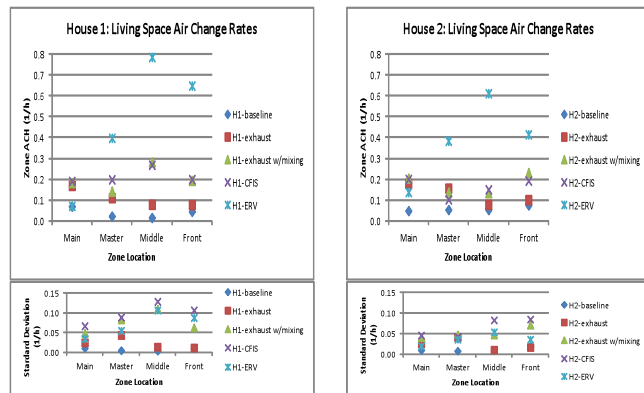 House 1: Living Space Air Change Rates
Zone ACH (1/h)
0.8
0.7
0.6
0.5
0.4
0.3
0.2
0.1
0.0
Main Master Middle Front
Zone Location
H1-baseline
H1-exhaust
H1-exhaust w/mixing
H1-CFIS
H1-ERV
Standard Deviation (1/h)
0.15
0.10
0.05
0.00
Main Master Middle Front
Zone Location
H1-baseline
H1-exhaust
H1-exhaust w/mixing
H1-CFIS
H1-ERV
House 2: Living Space Air Change Rates
Zone ACH (1/h)
0.8
0.7
0.6
0.5
0.4
0.3
0.2
0.1
0.0
Main Master Middle Front
Zone Location
H2-baseline
H2-exhaust
H2-exhaust w/mixing
H2-CFIS
H2-ERV
Standard Deviation (1/h)
0.15
0.10
0.05
0.00
Main Master Middle Front
Zone Location
H2-baseline
H2-exhaust
H2-exhaust w/mixing
H2-CFIS
H2-ERV